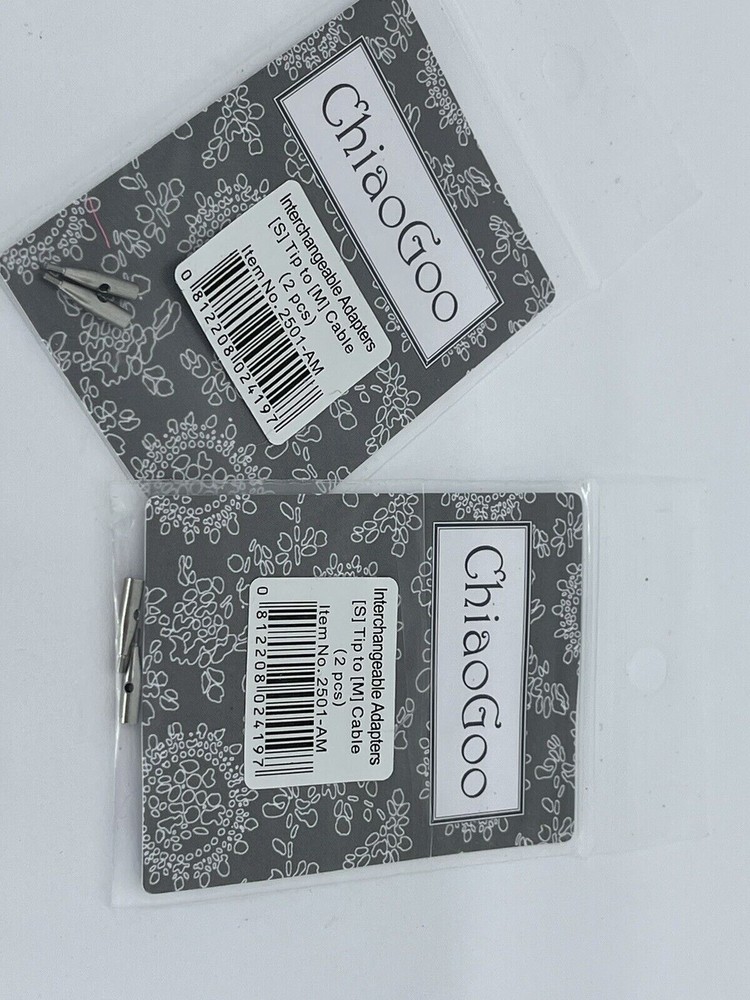 ChiaoGoo
Interchangeable Adapters
[S] Tip to [M] Cable
(2 pcs)
Item No. 2501-AM
0 812208 024197
ChiaoGoo
Interchangeable Adapters
[S] Tip to [M] Cable
(2 pcs)
Item No. 2501-AM
0 812208 024197